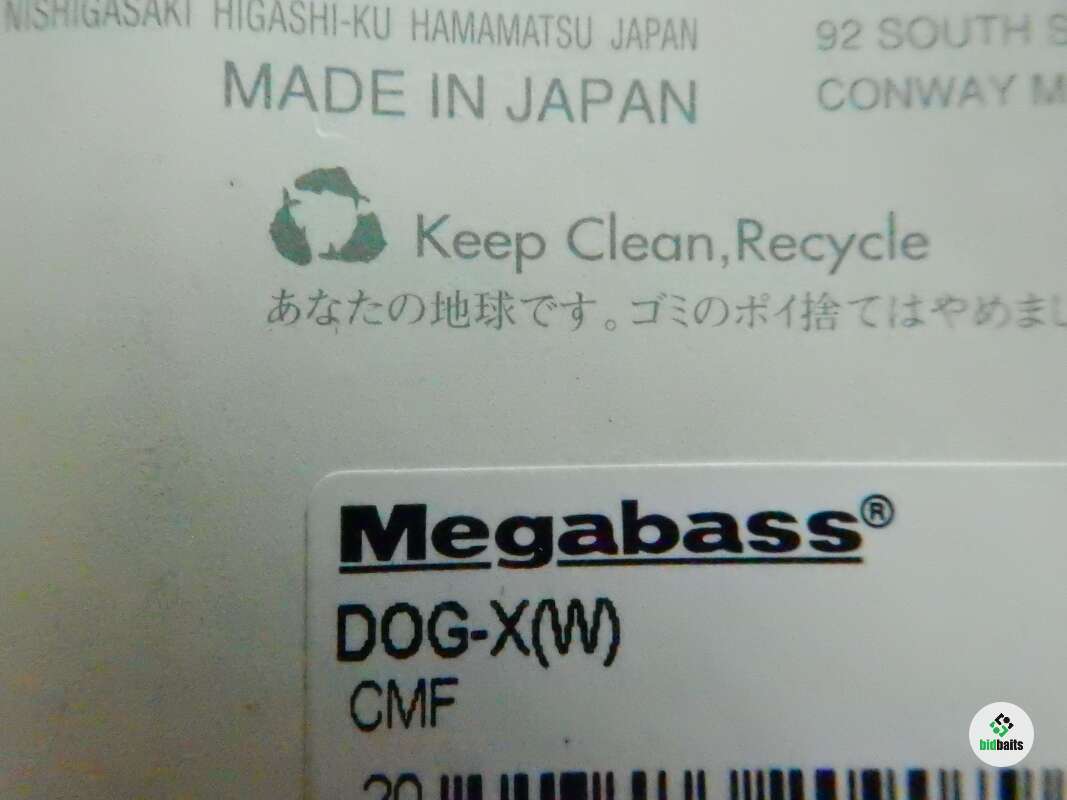 NISHIGASAKI HIGASHI-KU HAMAMATSU JAPAN
MADE IN JAPAN
92 SOUTH S
CONWAY M
Keep Clean,Recycle
あなたの地球です。ゴミのポイ捨てはやめまし
Megabass®
DOG-X(W)
CMF
20
bidbaits